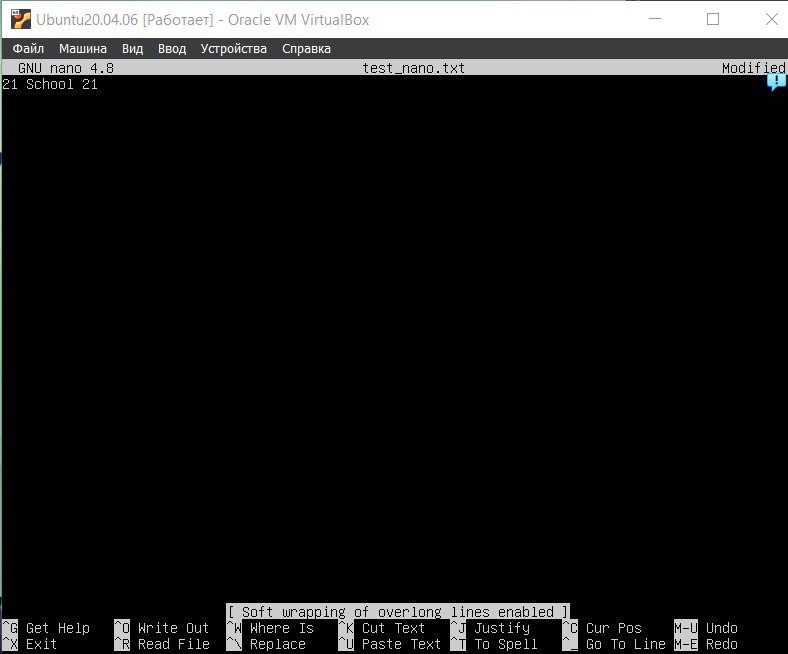 Ubuntu20.04.06 [Работает] - Oracle VM VirtualBox
Файл Машина Вид Ввод Устройства Справка
GNU nano 4.8 test_nano.txt Modified
21 School 21
[ Soft wrapping of overlong lines enabled ]
^G Get Help ^O Write Out ^W Where Is ^K Cut Text ^J Justify ^C Cur Pos M-U Undo
^X Exit ^R Read File ^\ Replace ^U Paste Text ^T To Spell ^_ Go To Line M-E Redo